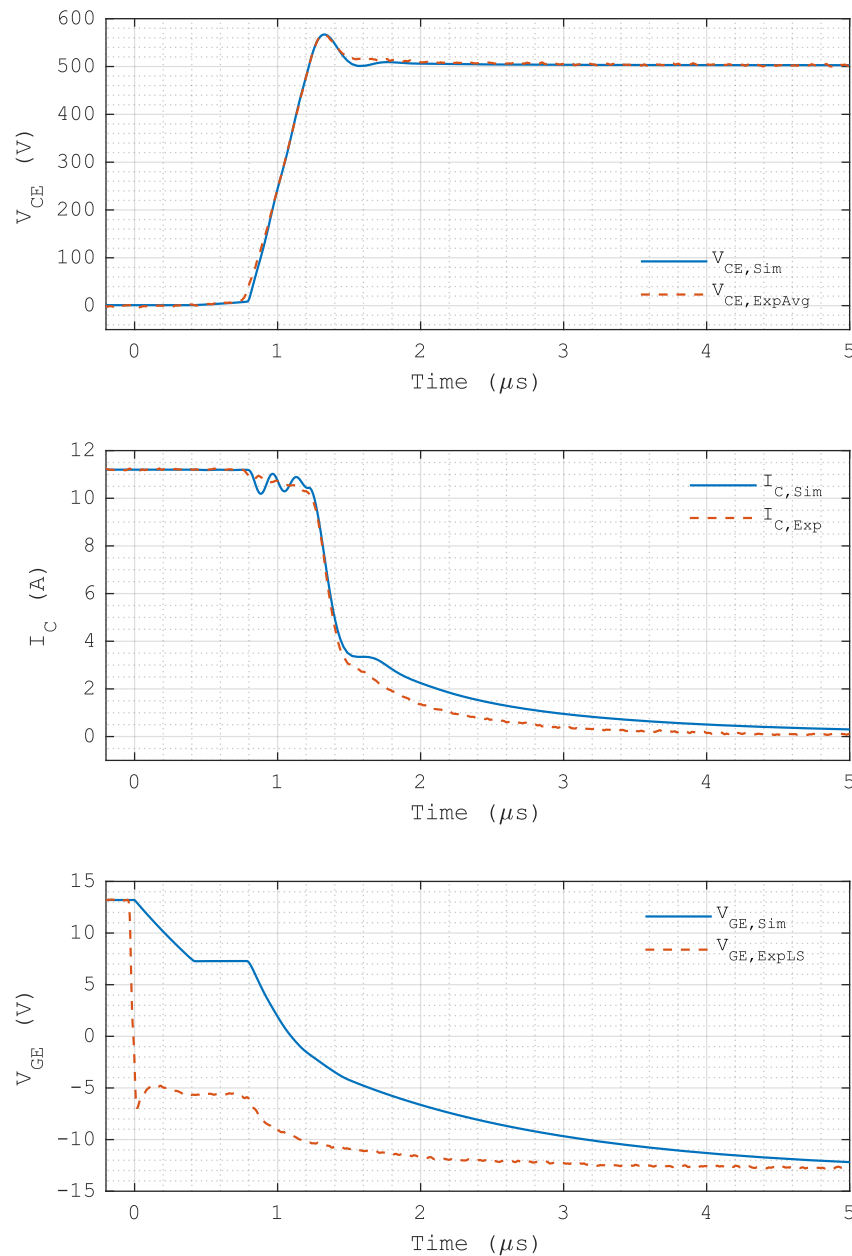 600
500
400
300
200
100
0
V_CE (V)
V_CE,Sim
V_CE,ExpAvg
0 1 2 3 4 5
Time (μs)
12
10
8
6
4
2
0
I_C (A)
I_C,Sim
I_C,Exp
0 1 2 3 4 5
Time (μs)
15
10
5
0
-5
-10
-15
V_GE (V)
V_GE,Sim
V_GE,ExpLS
0 1 2 3 4 5
Time (μs)